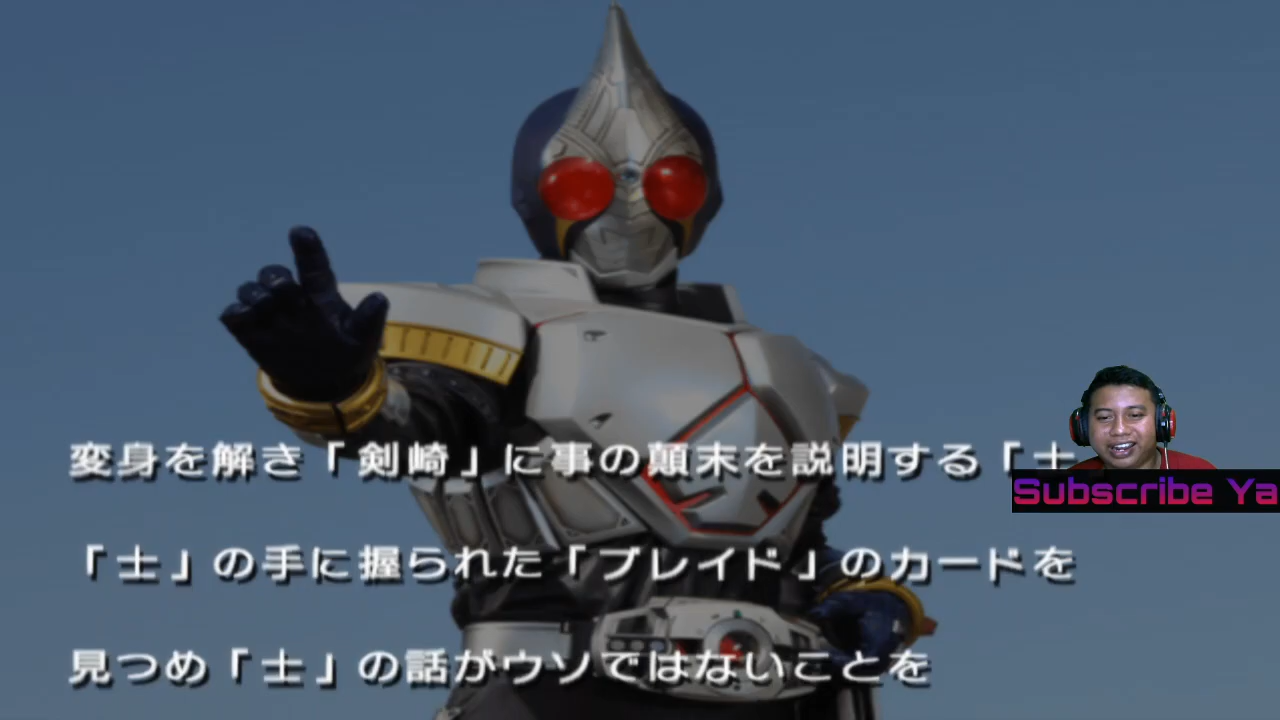 変身を解き「剣崎」に事の顛末を説明する「士
「士」の手に握られた「ブレイド」のカードを
見つめ「士」の話がウソではないことを
Subscribe Ya